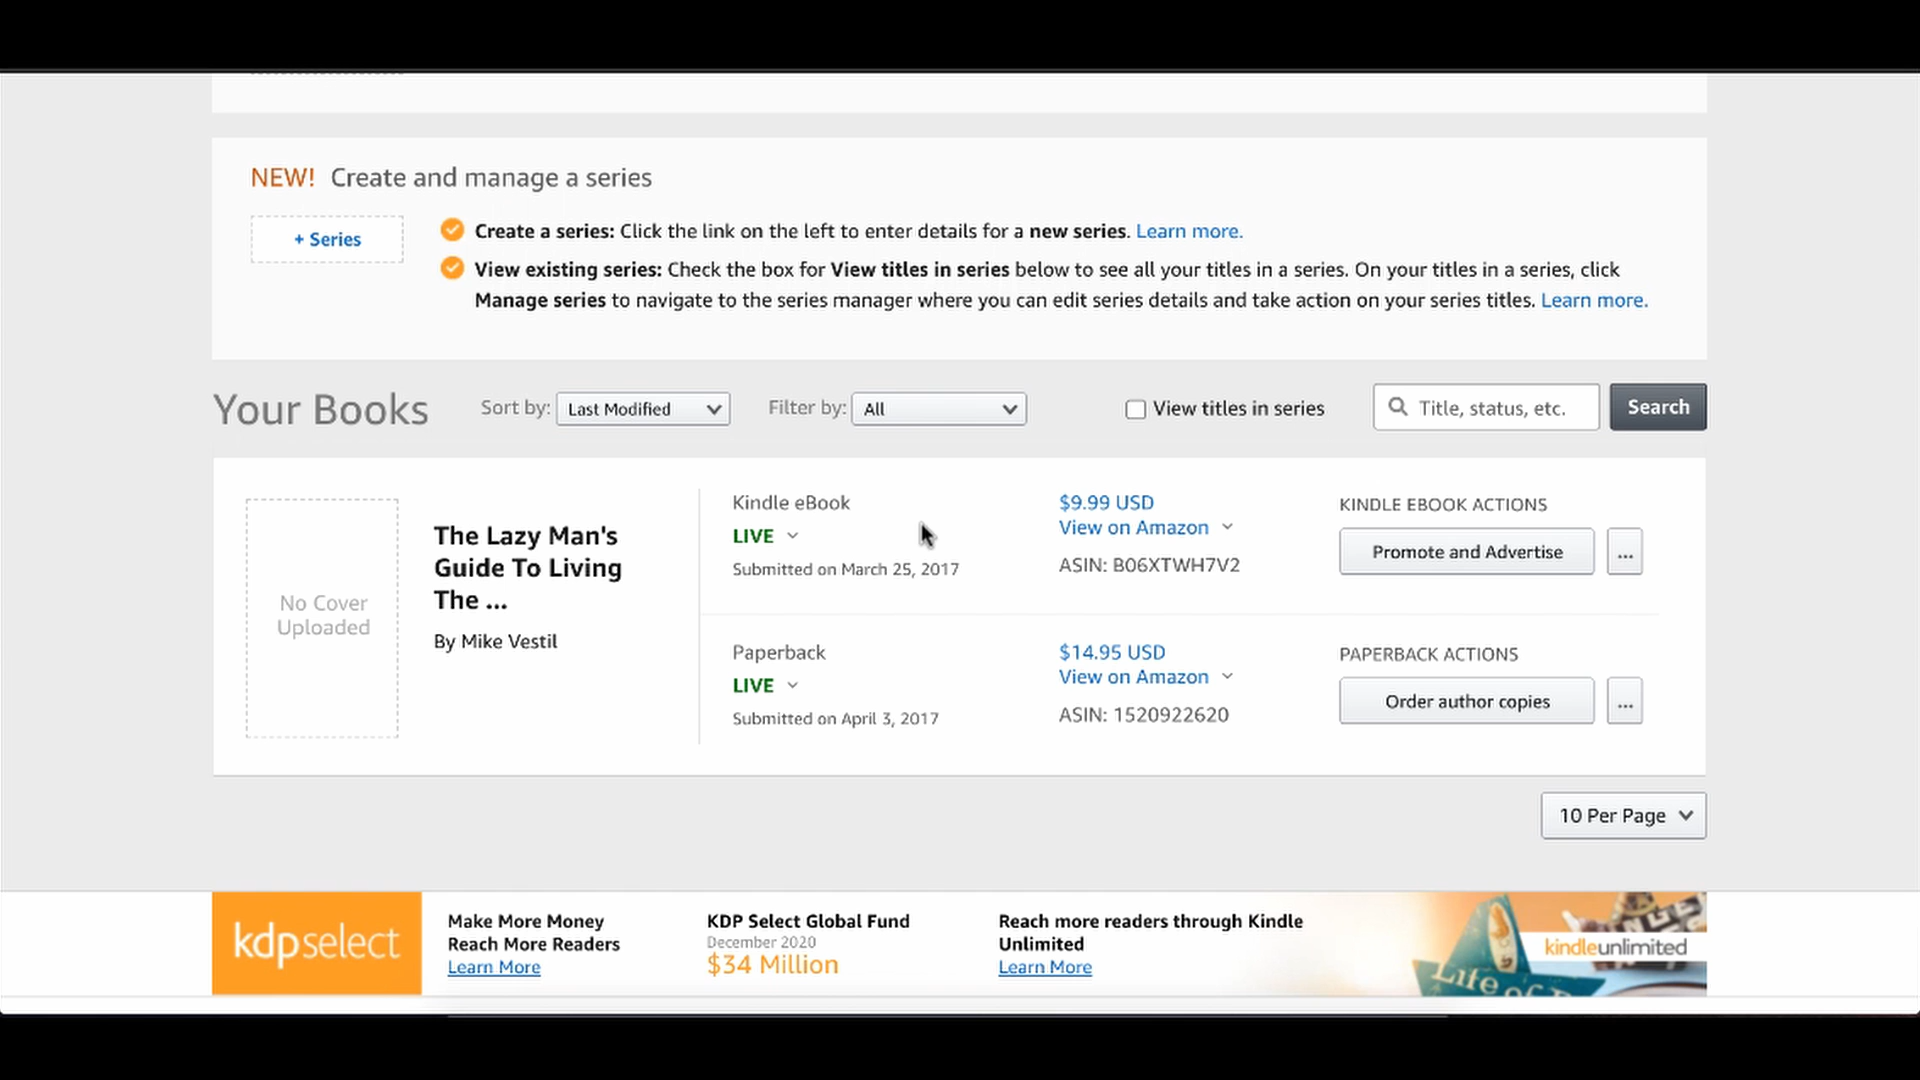 NEW! Create and manage a series
+ Series
Create a series: Click the link on the left to enter details for a new series. Learn more.
View existing series: Check the box for View titles in series below to see all your titles in a series. On your titles in a series, click
Manage series to navigate to the series manager where you can edit series details and take action on your series titles. Learn more.
Your Books
Sort by: Last Modified
Filter by: All
View titles in series
Title, status, etc.
Search
No Cover
Uploaded
The Lazy Man's
Guide To Living
The ...
By Mike Vestil
Kindle eBook
LIVE
Submitted on March 25, 2017
$9.99 USD
View on Amazon
ASIN: B06XTWH7V2
KINDLE EBOOK ACTIONS
Promote and Advertise
...
Paperback
LIVE
Submitted on April 3, 2017
$14.95 USD
View on Amazon
ASIN: 1520922620
PAPERBACK ACTIONS
Order author copies
...
10 Per Page
kdpselect
Make More Money
Reach More Readers
Learn More
KDP Select Global Fund
December 2020
$34 Million
Reach more readers through Kindle
Unlimited
Learn More
Life of
kindleunlimited